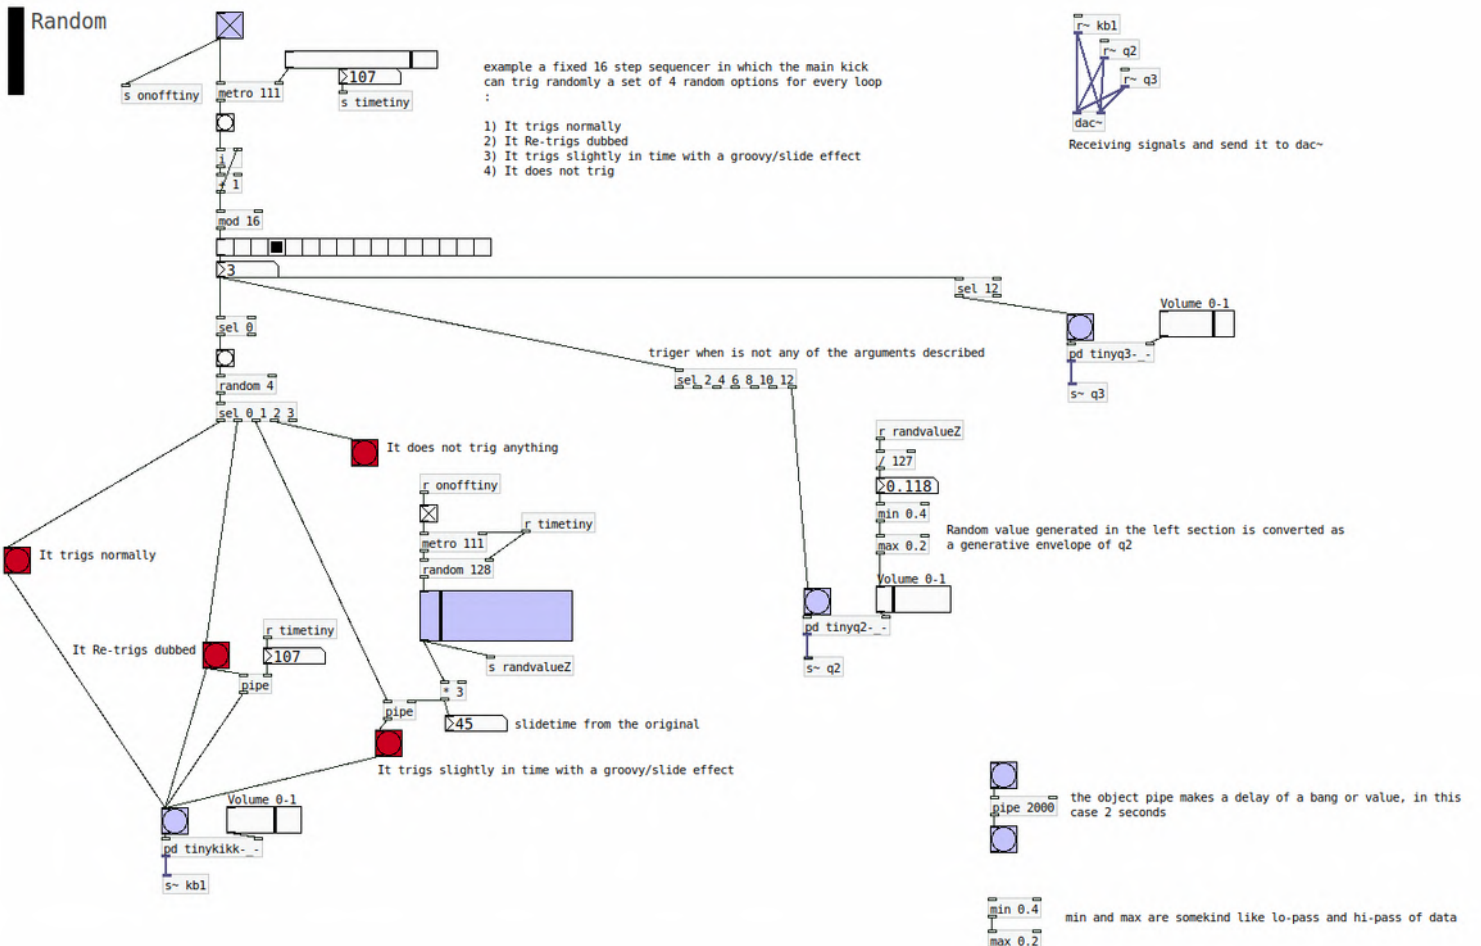 Random
s onofftiny
metro 111
107
s timetiny
example a fixed 16 step sequencer in which the main kick
can trig randomly a set of 4 random options for every loop
:
1) It trigs normally
2) It Re-trigs dubbed
3) It trigs slightly in time with a groovy/slide effect
4) It does not trig
r~ kb1
r~ q2
r~ q3
dac~
Receiving signals and send it to dac~
i
+ 1
mod 16
3
sel 12
Volume 0-1
pd tinyq3-_-
s~ q3
sel 0
random 4
sel 0 1 2 3
triger when is not any of the arguments described
sel 2 4 6 8 10 12
It does not trig anything
r randvalueZ
/ 127
0.118
min 0.4
max 0.2
Random value generated in the left section is converted as
a generative envelope of q2
Volume 0-1
pd tinyq2-_-
s~ q2
r onofftiny
r timetiny
metro 111
random 128
s randvalueZ
* 3
pipe
45
slidetime from the original
It trigs slightly in time with a groovy/slide effect
It trigs normally
It Re-trigs dubbed
r timetiny
107
pipe
Volume 0-1
pd tinykikk-_-
s~ kb1
pipe 2000
the object pipe makes a delay of a bang or value, in this
case 2 seconds
min 0.4
max 0.2
min and max are somekind like lo-pass and hi-pass of data